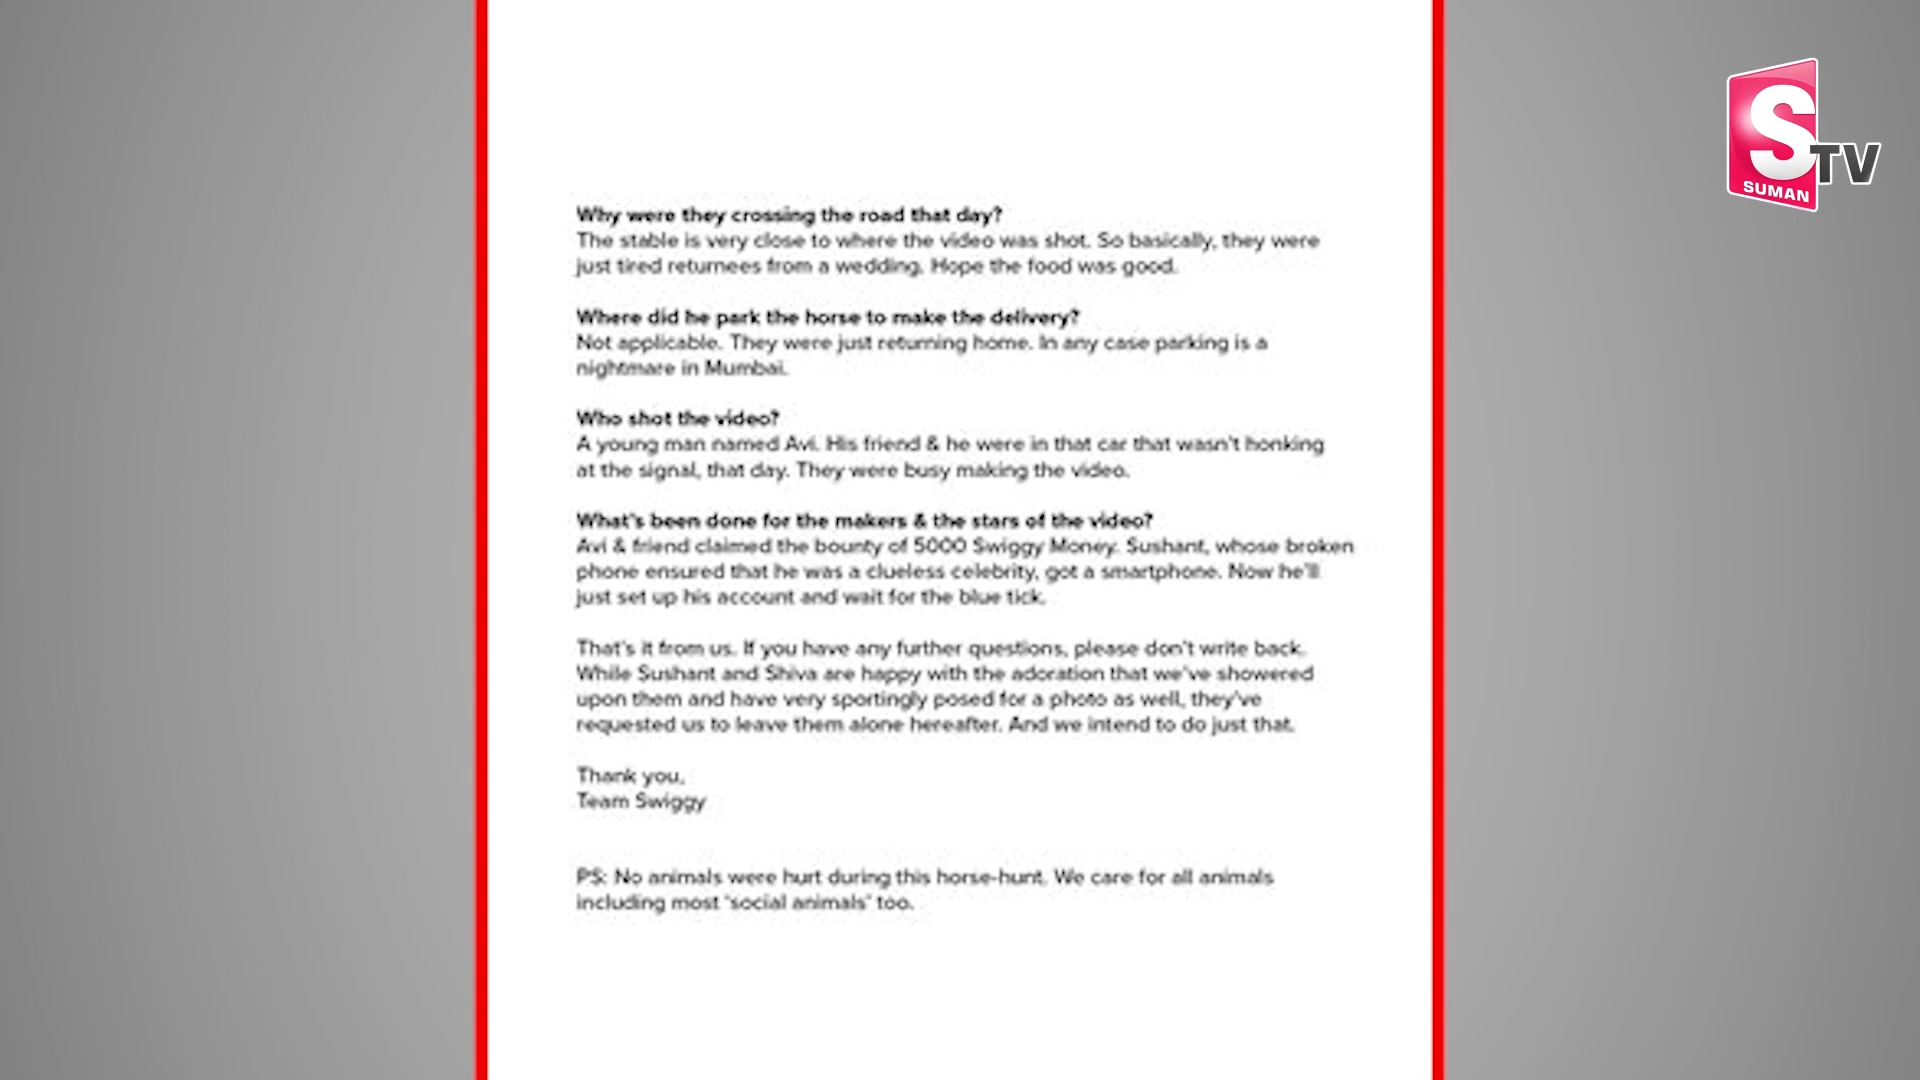 S
TV
SUMAN
Why were they crossing the road that day?
The stable is very close to where the video was shot. So basically, they were
just tired returnees from a wedding. Hope the food was good.
Where did he park the horse to make the delivery?
Not applicable. They were just returning home. In any case parking is a
nightmare in Mumbai.
Who shot the video?
A young man named Avi. His friend & he were in that car that wasn't honking
at the signal, that day. They were busy making the video.
What's been done for the makers & the stars of the video?
Avi & friend claimed the bounty of 5000 Swiggy Money. Sushant, whose broken
phone ensured that he was a clueless celebrity, got a smartphone. Now he'll
just set up his account and wait for the blue tick.
That's it from us. If you have any further questions, please don't write back.
While Sushant and Shiva are happy with the adoration that we've showered
upon them and have very sportingly posed for a photo as well, they've
requested us to leave them alone hereafter. And we intend to do just that.
Thank you,
Team Swiggy
PS: No animals were hurt during this horse-hunt. We care for all animals
including most 'social animals' too.